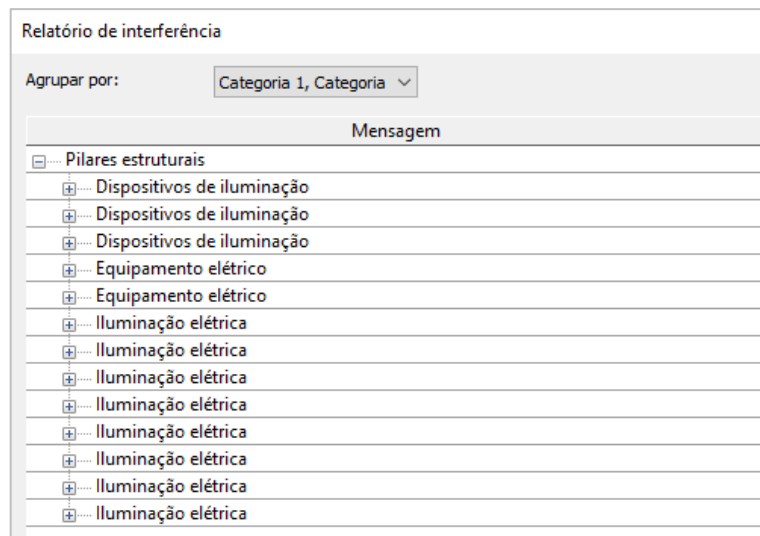 Relatório de interferência
Agrupar por: Categoria 1, Categoria
Mensagem
Pilares estruturais
Dispositivos de iluminação
Dispositivos de iluminação
Dispositivos de iluminação
Equipamento elétrico
Equipamento elétrico
Iluminação elétrica
Iluminação elétrica
Iluminação elétrica
Iluminação elétrica
Iluminação elétrica
Iluminação elétrica
Iluminação elétrica
Iluminação elétrica